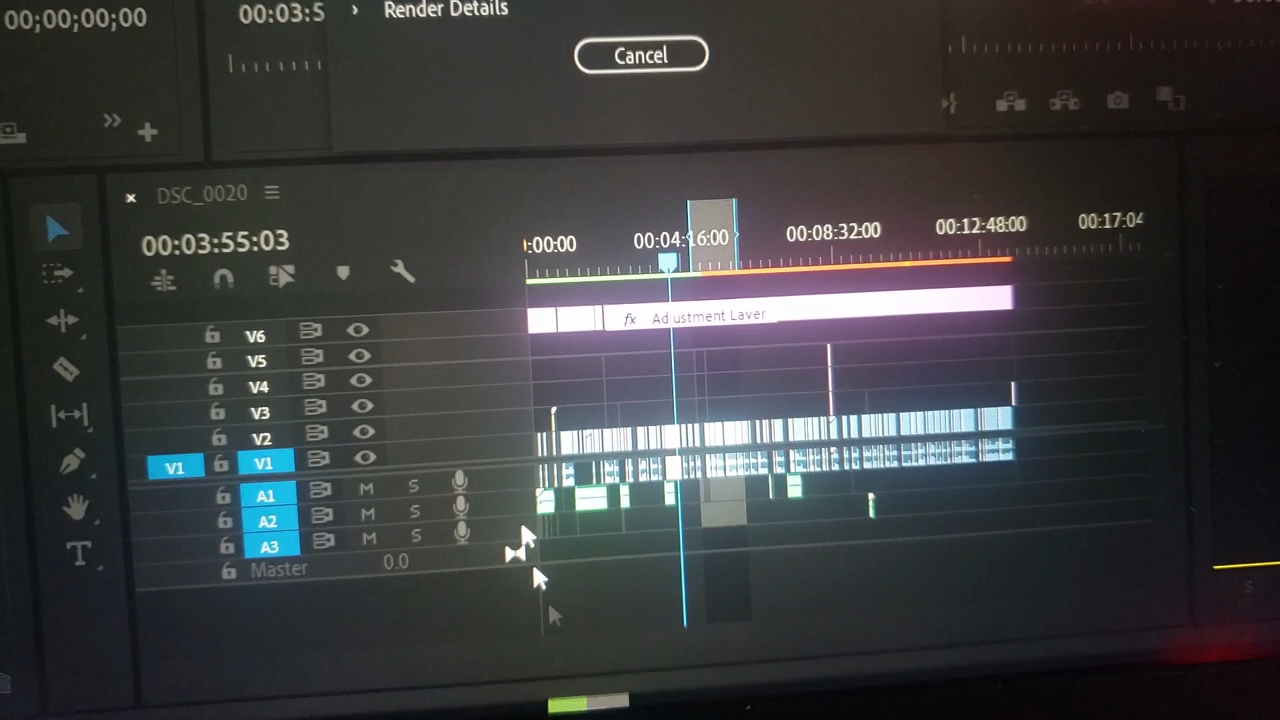 00;00;00;00
00:03:5
Render Details
Cancel
DSC_0020
00:03:55:03
:00:00
00:04:16:00
00:08:32:00
00:12:48:00
00:17:04
V6
fx Adjustment Layer
V5
V4
V3
V2
V1 V1
A1 M S
A2 M S
A3 M S
Master 0.0
S